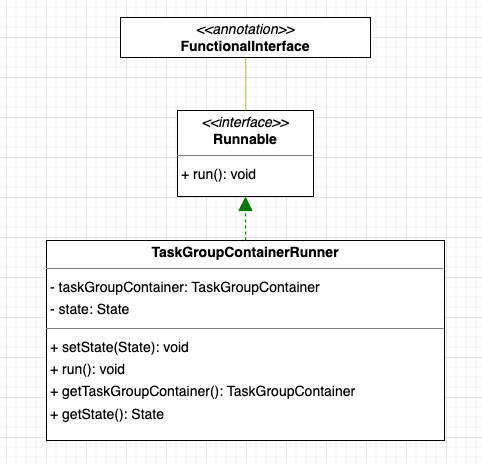 <<annotation>>
FunctionalInterface
<<interface>>
Runnable
+ run(): void
TaskGroupContainerRunner
- taskGroupContainer: TaskGroupContainer
- state: State
+ setState(State): void
+ run(): void
+ getTaskGroupContainer(): TaskGroupContainer
+ getState(): State